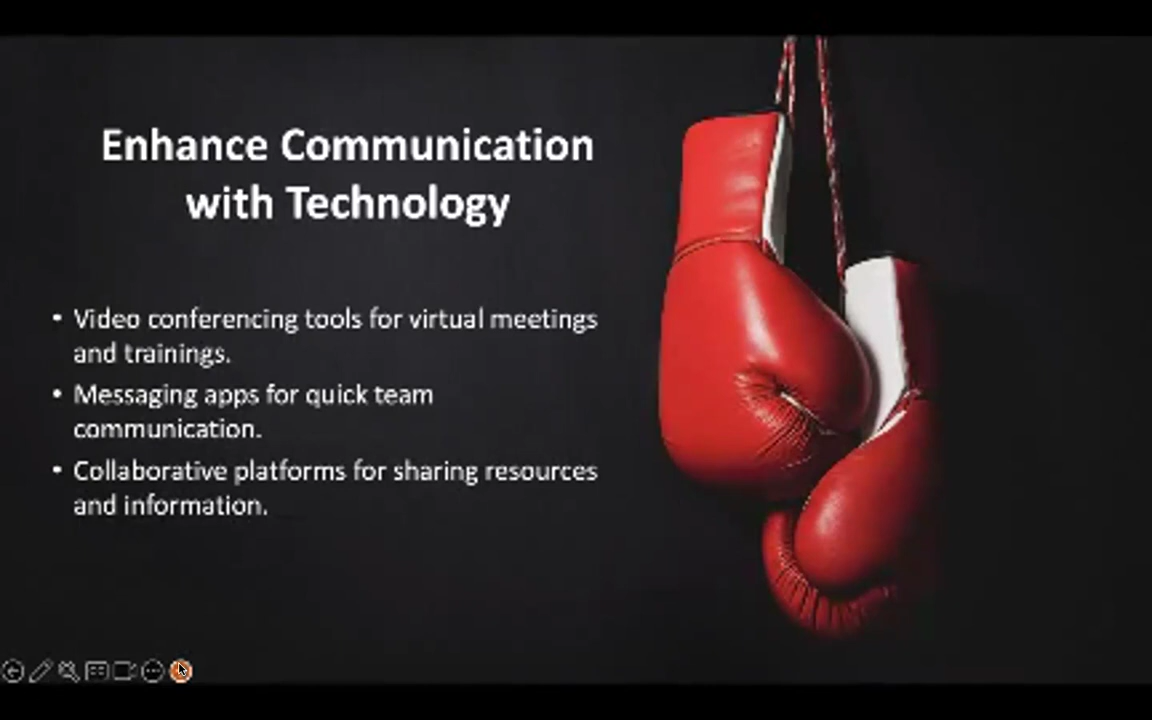 Enhance Communication
with Technology
• Video conferencing tools for virtual meetings
and trainings.
• Messaging apps for quick team
communication.
• Collaborative platforms for sharing resources
and information.